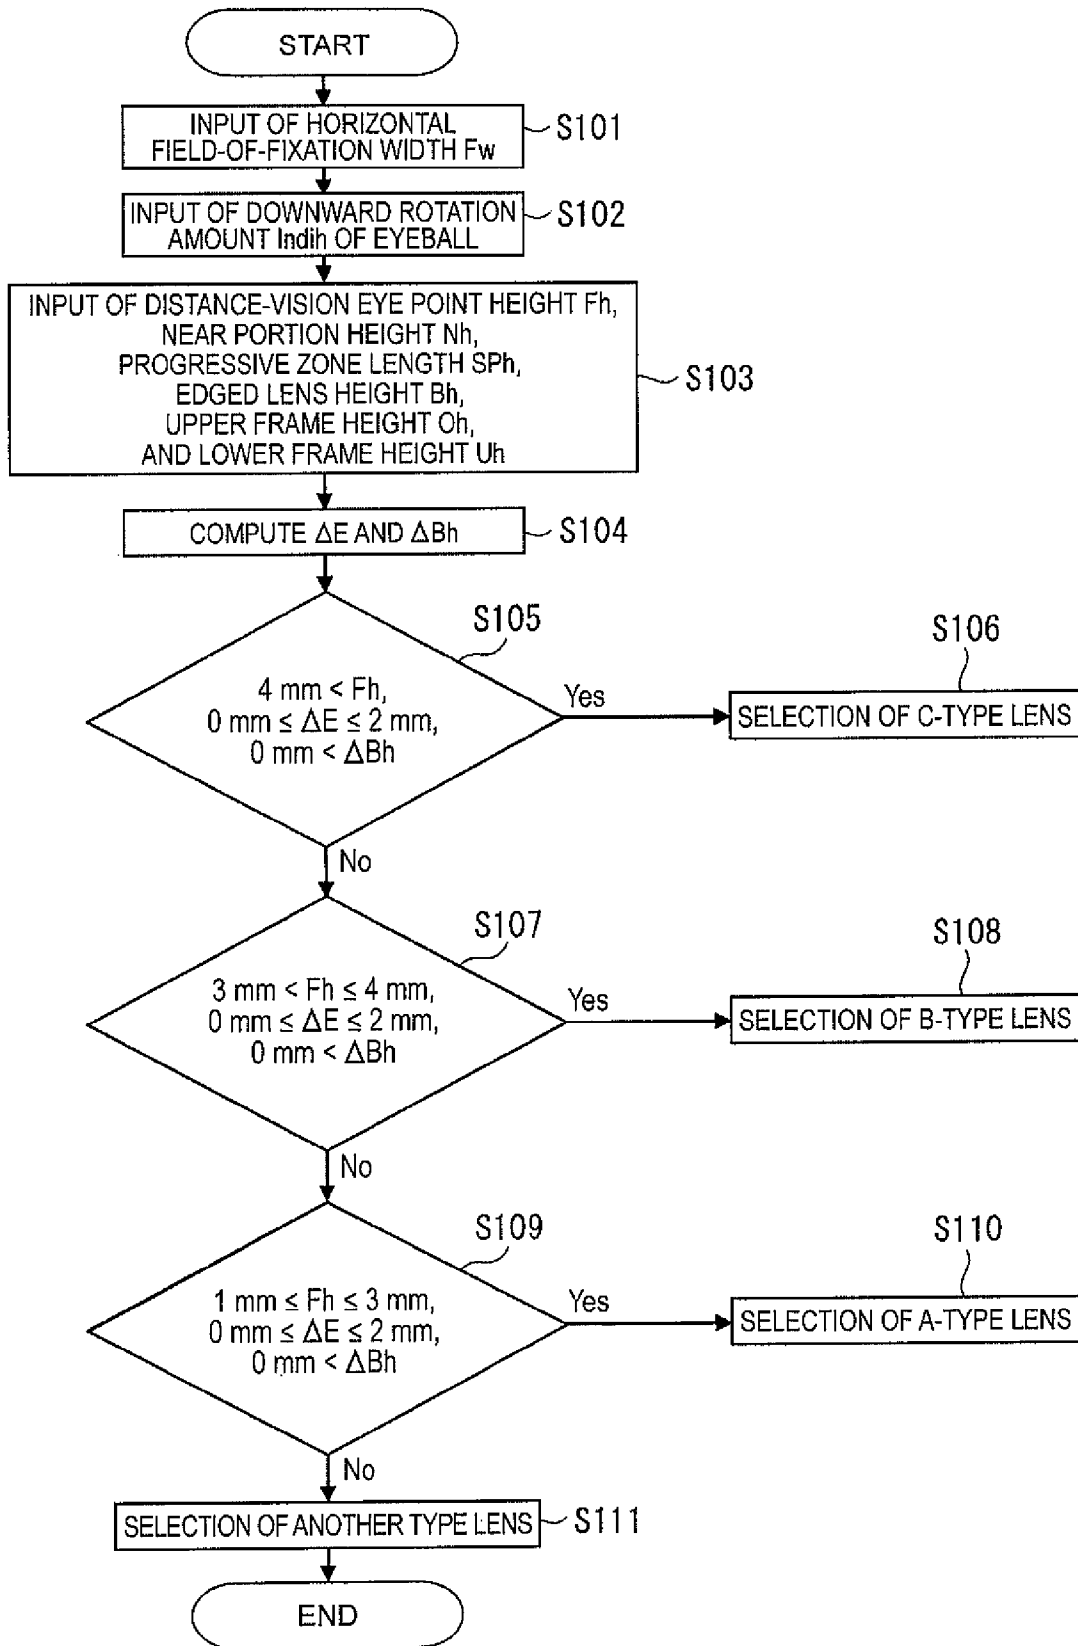 START
INPUT OF HORIZONTAL
FIELD-OF-FIXATION WIDTH Fw
S101
INPUT OF DOWNWARD ROTATION
AMOUNT Indih OF EYEBALL
S102
INPUT OF DISTANCE-VISION EYE POINT HEIGHT Fh,
NEAR PORTION HEIGHT Nh,
PROGRESSIVE ZONE LENGTH SPh,
EDGED LENS HEIGHT Bh,
UPPER FRAME HEIGHT Oh,
AND LOWER FRAME HEIGHT Uh
S103
COMPUTE ΔE AND ΔBh
S104
S105
4 mm < Fh,
0 mm ≤ ΔE ≤ 2 mm,
0 mm < ΔBh
Yes
S106
SELECTION OF C-TYPE LENS
No
S107
3 mm < Fh ≤ 4 mm,
0 mm ≤ ΔE ≤ 2 mm,
0 mm < ΔBh
Yes
S108
SELECTION OF B-TYPE LENS
No
S109
1 mm ≤ Fh ≤ 3 mm,
0 mm ≤ ΔE ≤ 2 mm,
0 mm < ΔBh
Yes
S110
SELECTION OF A-TYPE LENS
No
SELECTION OF ANOTHER TYPE LENS
S111
END